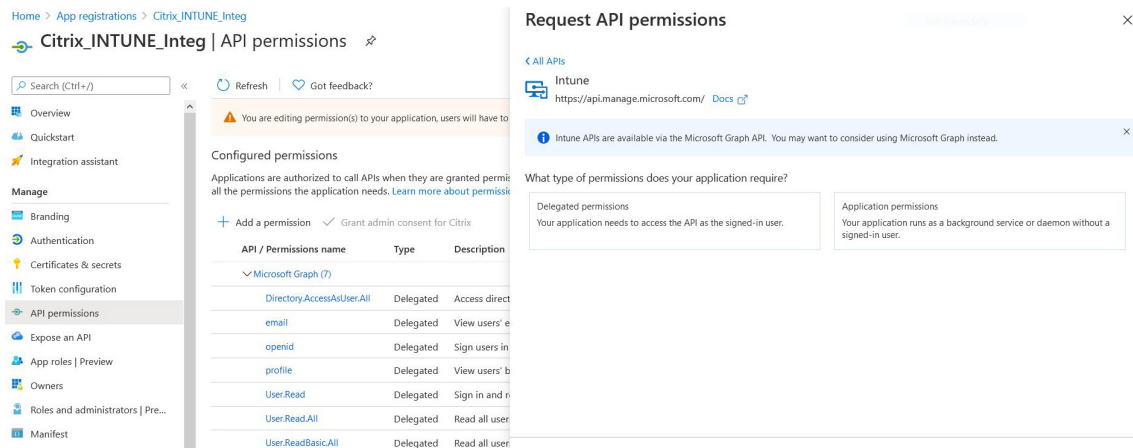 Home > App registrations > Citrix_INTUNE_Integ
Citrix_INTUNE_Integ | API permissions
Search (Ctrl+/)
«
Overview
Quickstart
Integration assistant
Manage
Branding
Authentication
Certificates & secrets
Token configuration
API permissions
Expose an API
App roles | Preview
Owners
Roles and administrators | Pre...
Manifest
Refresh
Got feedback?
You are editing permission(s) to your application, users will have to
Configured permissions
Applications are authorized to call APIs when they are granted permis
all the permissions the application needs. Learn more about permissio
Add a permission
Grant admin consent for Citrix
API / Permissions name Type Description
Microsoft Graph (7)
Directory.AccessAsUser.All Delegated Access direct
email Delegated View users' e
openid Delegated Sign users in
profile Delegated View users' b
User.Read Delegated Sign in and r
User.Read.All Delegated Read all user
User.ReadBasic.All Delegated Read all user
Request API permissions
All APIs
Intune
https://api.manage.microsoft.com/ Docs
Intune APIs are available via the Microsoft Graph API. You may want to consider using Microsoft Graph instead.
What type of permissions does your application require?
Delegated permissions
Your application needs to access the API as the signed-in user.
Application permissions
Your application runs as a background service or daemon without a
signed-in user.